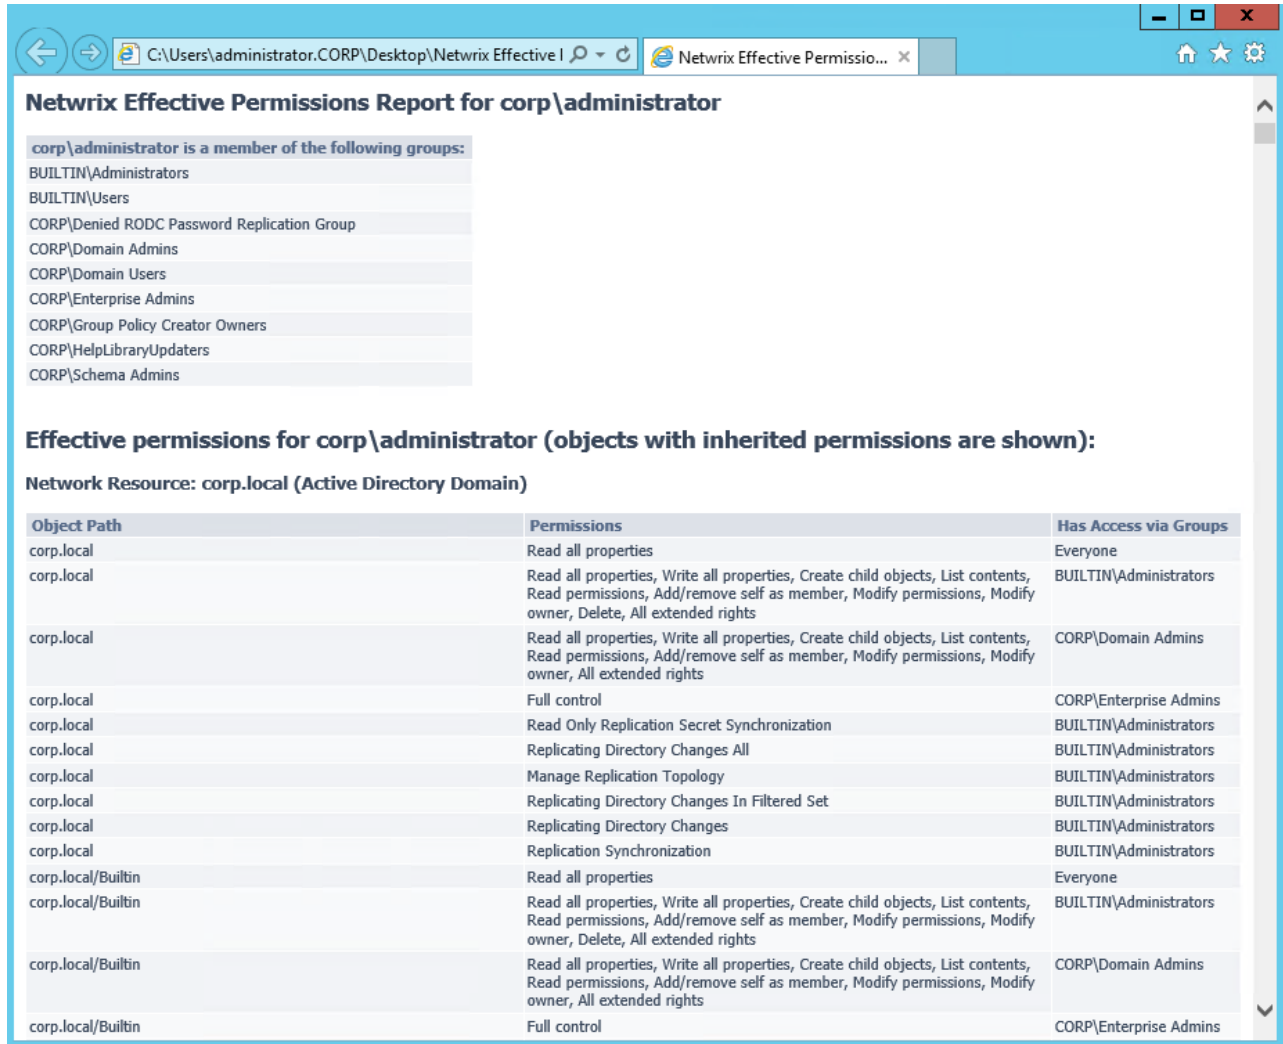 C:\Users\administrator.CORP\Desktop\Netwrix Effective
Netwrix Effective Permissio...
Netwrix Effective Permissions Report for corp\administrator
corp\administrator is a member of the following groups:
BUILTIN\Administrators
BUILTIN\Users
CORP\Denied RODC Password Replication Group
CORP\Domain Admins
CORP\Domain Users
CORP\Enterprise Admins
CORP\Group Policy Creator Owners
CORP\HelpLibraryUpdaters
CORP\Schema Admins
Effective permissions for corp\administrator (objects with inherited permissions are shown):
Network Resource: corp.local (Active Directory Domain)
Object Path Permissions Has Access via Groups
corp.local Read all properties Everyone
corp.local Read all properties, Write all properties, Create child objects, List contents, BUILTIN\Administrators
Read permissions, Add/remove self as member, Modify permissions, Modify
owner, Delete, All extended rights
corp.local Read all properties, Write all properties, Create child objects, List contents, CORP\Domain Admins
Read permissions, Add/remove self as member, Modify permissions, Modify
owner, All extended rights
corp.local Full control CORP\Enterprise Admins
corp.local Read Only Replication Secret Synchronization BUILTIN\Administrators
corp.local Replicating Directory Changes All BUILTIN\Administrators
corp.local Manage Replication Topology BUILTIN\Administrators
corp.local Replicating Directory Changes In Filtered Set BUILTIN\Administrators
corp.local Replicating Directory Changes BUILTIN\Administrators
corp.local Replication Synchronization BUILTIN\Administrators
corp.local/Builtin Read all properties Everyone
corp.local/Builtin Read all properties, Write all properties, Create child objects, List contents, BUILTIN\Administrators
Read permissions, Add/remove self as member, Modify permissions, Modify
owner, Delete, All extended rights
corp.local/Builtin Read all properties, Write all properties, Create child objects, List contents, CORP\Domain Admins
Read permissions, Add/remove self as member, Modify permissions, Modify
owner, All extended rights
corp.local/Builtin Full control CORP\Enterprise Admins